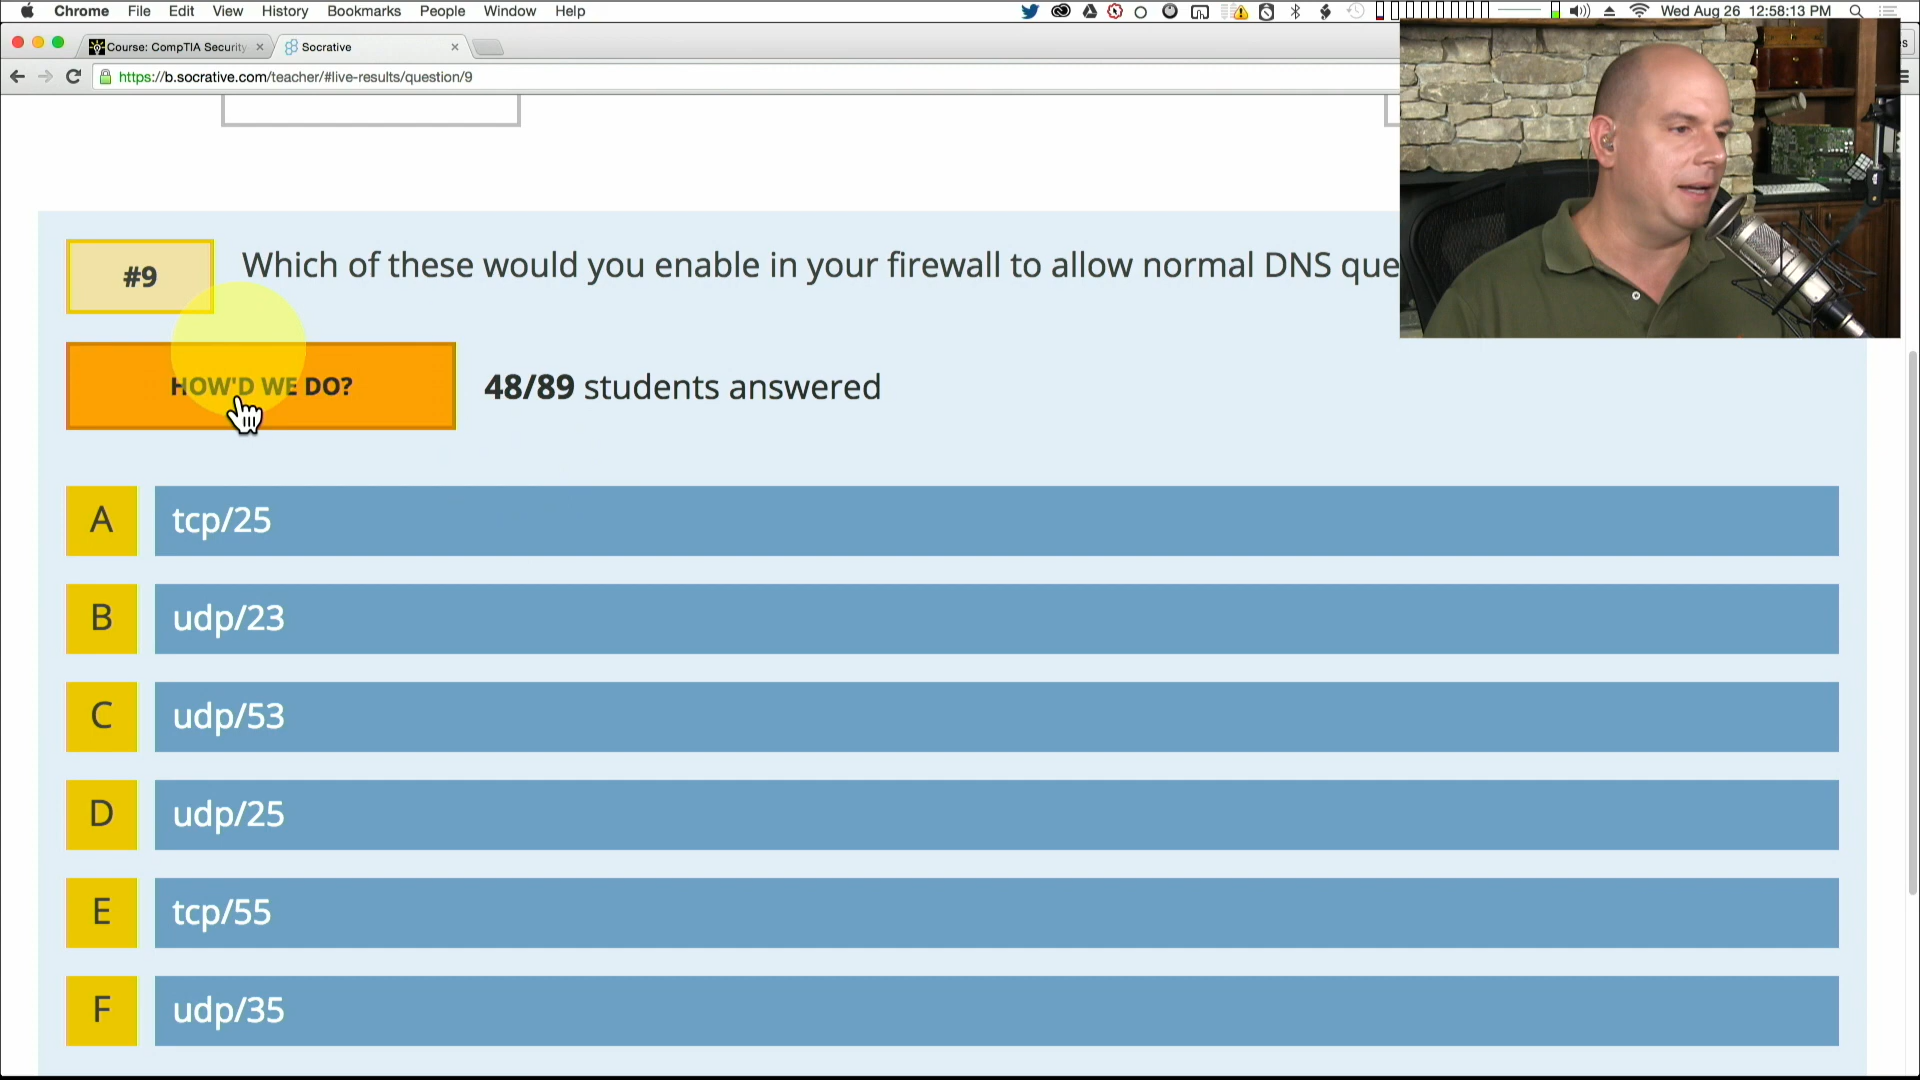 Chrome File Edit View History Bookmarks People Window Help Wed Aug 26 12:58:13 PM
Course: CompTIA Security Socrative
https://b.socrative.com/teacher/#live-results/question/9
#9 Which of these would you enable in your firewall to allow normal DNS que
HOW'D WE DO? 48/89 students answered
A tcp/25
B udp/23
C udp/53
D udp/25
E tcp/55
F udp/35